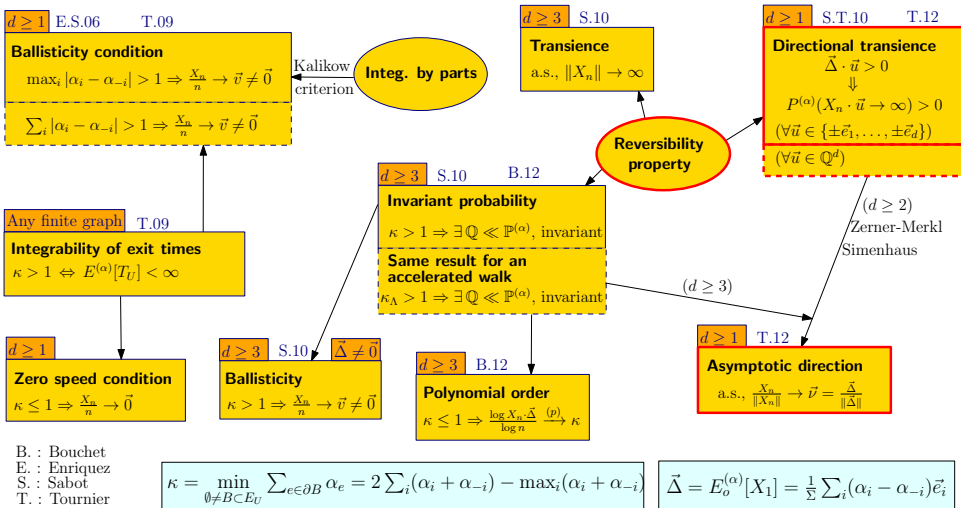 d ≥ 1 E.S.06 T.09
Ballisticity condition
max_i |α_i − α_{−i}| > 1 ⇒ X_n/n → v⃗ ≠ 0⃗
∑_i |α_i − α_{−i}| > 1 ⇒ X_n/n → v⃗ ≠ 0⃗
Kalikow
criterion
Integ. by parts
d ≥ 3 S.10
Transience
a.s., ‖X_n‖ → ∞
d ≥ 1 S.T.10 T.12
Directional transience
Δ⃗ · u⃗ > 0
⇓
P^{(α)}(X_n · u⃗ → ∞) > 0
(∀u⃗ ∈ {±e⃗_1, . . . , ±e⃗_d})
(∀u⃗ ∈ ℚ^d)
Reversibility
property
d ≥ 3 S.10 B.12
Invariant probability
κ > 1 ⇒ ∃ ℚ ≪ ℙ^{(α)}, invariant
Same result for an
accelerated walk
κ_Λ > 1 ⇒ ∃ ℚ ≪ ℙ^{(α)}, invariant
(d ≥ 2)
Zerner-Merkl
Simenhaus
(d ≥ 3)
Any finite graph T.09
Integrability of exit times
κ > 1 ⇔ E^{(α)}[T_U] < ∞
d ≥ 1
Zero speed condition
κ ≤ 1 ⇒ X_n/n → 0⃗
d ≥ 3 S.10 Δ⃗ ≠ 0⃗
Ballisticity
κ > 1 ⇒ X_n/n → v⃗ ≠ 0⃗
d ≥ 3 B.12
Polynomial order
κ ≤ 1 ⇒ log X_n·Δ⃗/log n →^{(p)} κ
d ≥ 1 T.12
Asymptotic direction
a.s., X_n/‖X_n‖ → ν⃗ = Δ⃗/‖Δ⃗‖
B. : Bouchet
E. : Enriquez
S. : Sabot
T. : Tournier
κ = min_{∅≠B⊂E_U} ∑_{e∈∂B} α_e = 2 ∑_i(α_i + α_{−i}) − max_i(α_i + α_{−i})
Δ⃗ = E_o^{(α)}[X_1] = 1/Σ ∑_i(α_i − α_{−i})e⃗_i